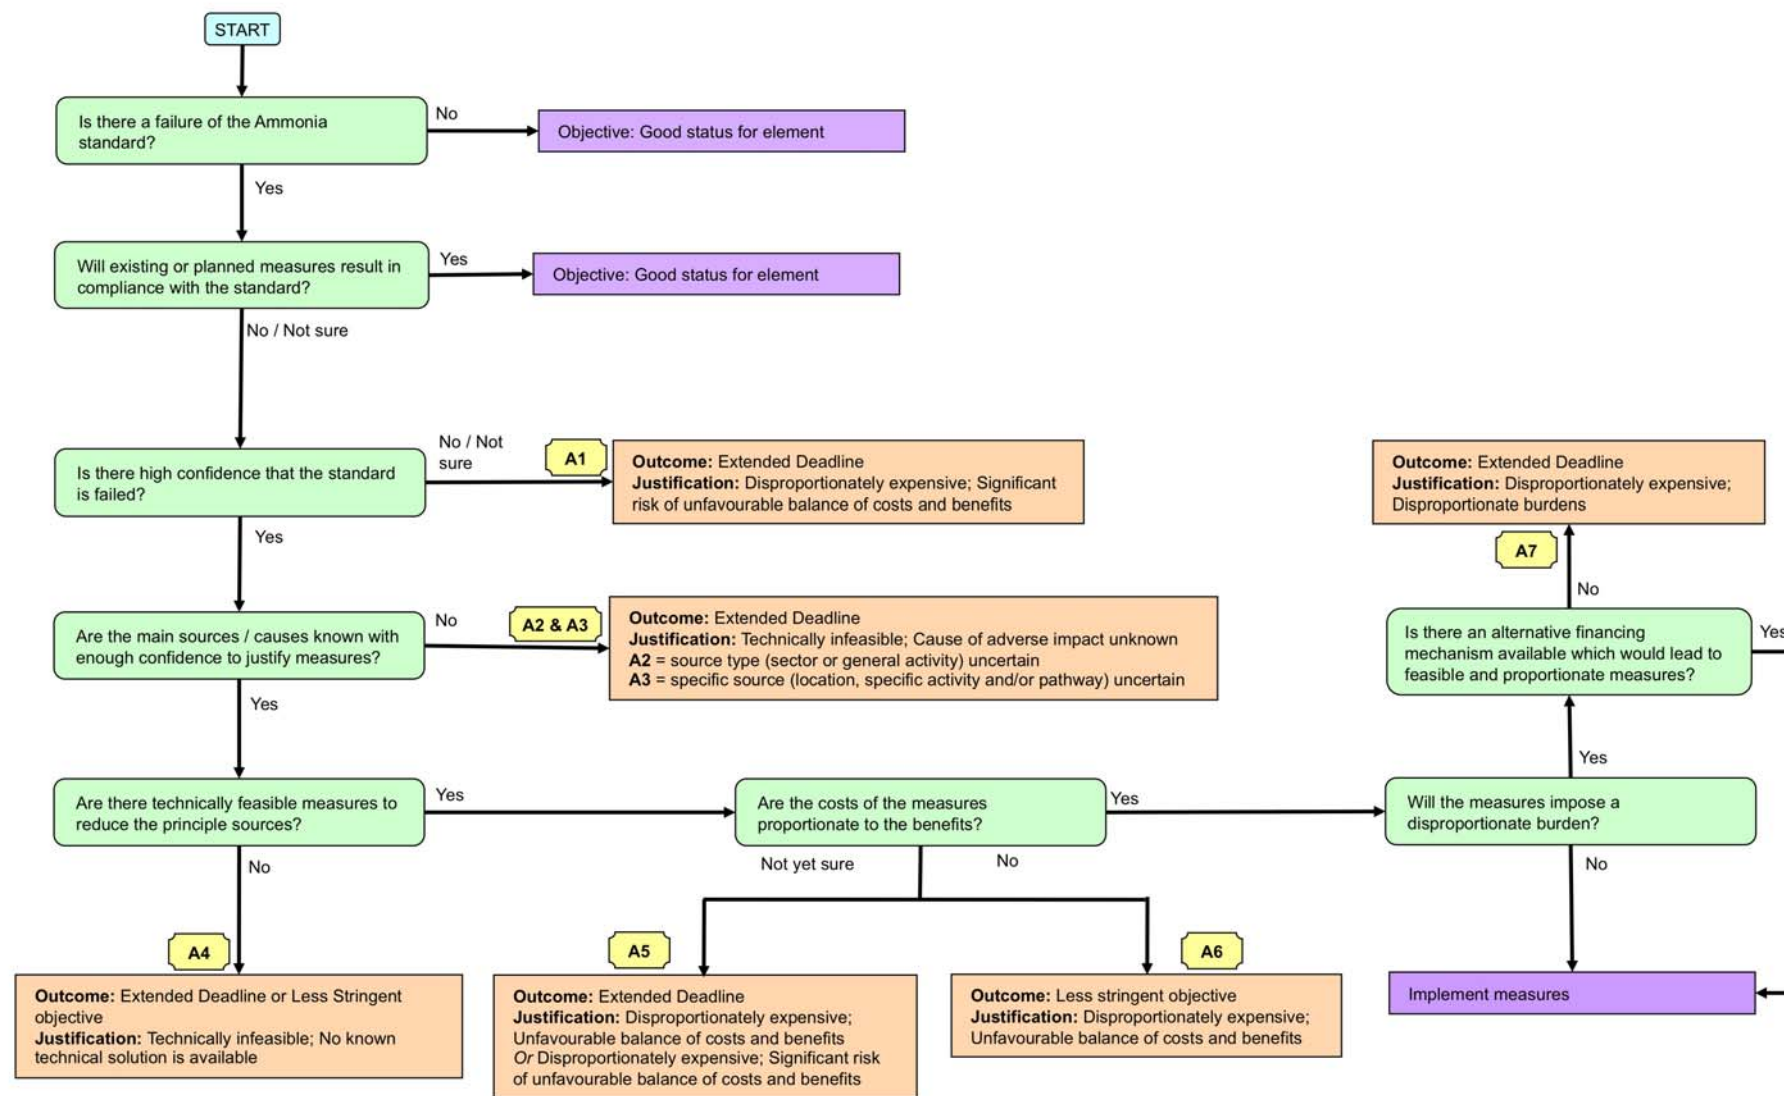 START
Is there a failure of the Ammonia
standard?
No
Objective: Good status for element
Yes
Will existing or planned measures result in
compliance with the standard?
Yes
Objective: Good status for element
No / Not sure
Is there high confidence that the standard
is failed?
No / Not
sure
A1
Outcome: Extended Deadline
Justification: Disproportionately expensive; Significant
risk of unfavourable balance of costs and benefits
Yes
Are the main sources / causes known with
enough confidence to justify measures?
No
A2 & A3
Outcome: Extended Deadline
Justification: Technically infeasible; Cause of adverse impact unknown
A2 = source type (sector or general activity) uncertain
A3 = specific source (location, specific activity and/or pathway) uncertain
Yes
Are there technically feasible measures to
reduce the principle sources?
Yes
Are the costs of the measures
proportionate to the benefits?
Yes
Will the measures impose a
disproportionate burden?
Yes
Is there an alternative financing
mechanism available which would lead to
feasible and proportionate measures?
Yes
No
A7
Outcome: Extended Deadline
Justification: Disproportionately expensive;
Disproportionate burdens
No
A4
Outcome: Extended Deadline or Less Stringent
objective
Justification: Technically infeasible; No known
technical solution is available
Not yet sure
A5
Outcome: Extended Deadline
Justification: Disproportionately expensive;
Unfavourable balance of costs and benefits
Or Disproportionately expensive; Significant risk
of unfavourable balance of costs and benefits
No
A6
Outcome: Less stringent objective
Justification: Disproportionately expensive;
Unfavourable balance of costs and benefits
No
Implement measures